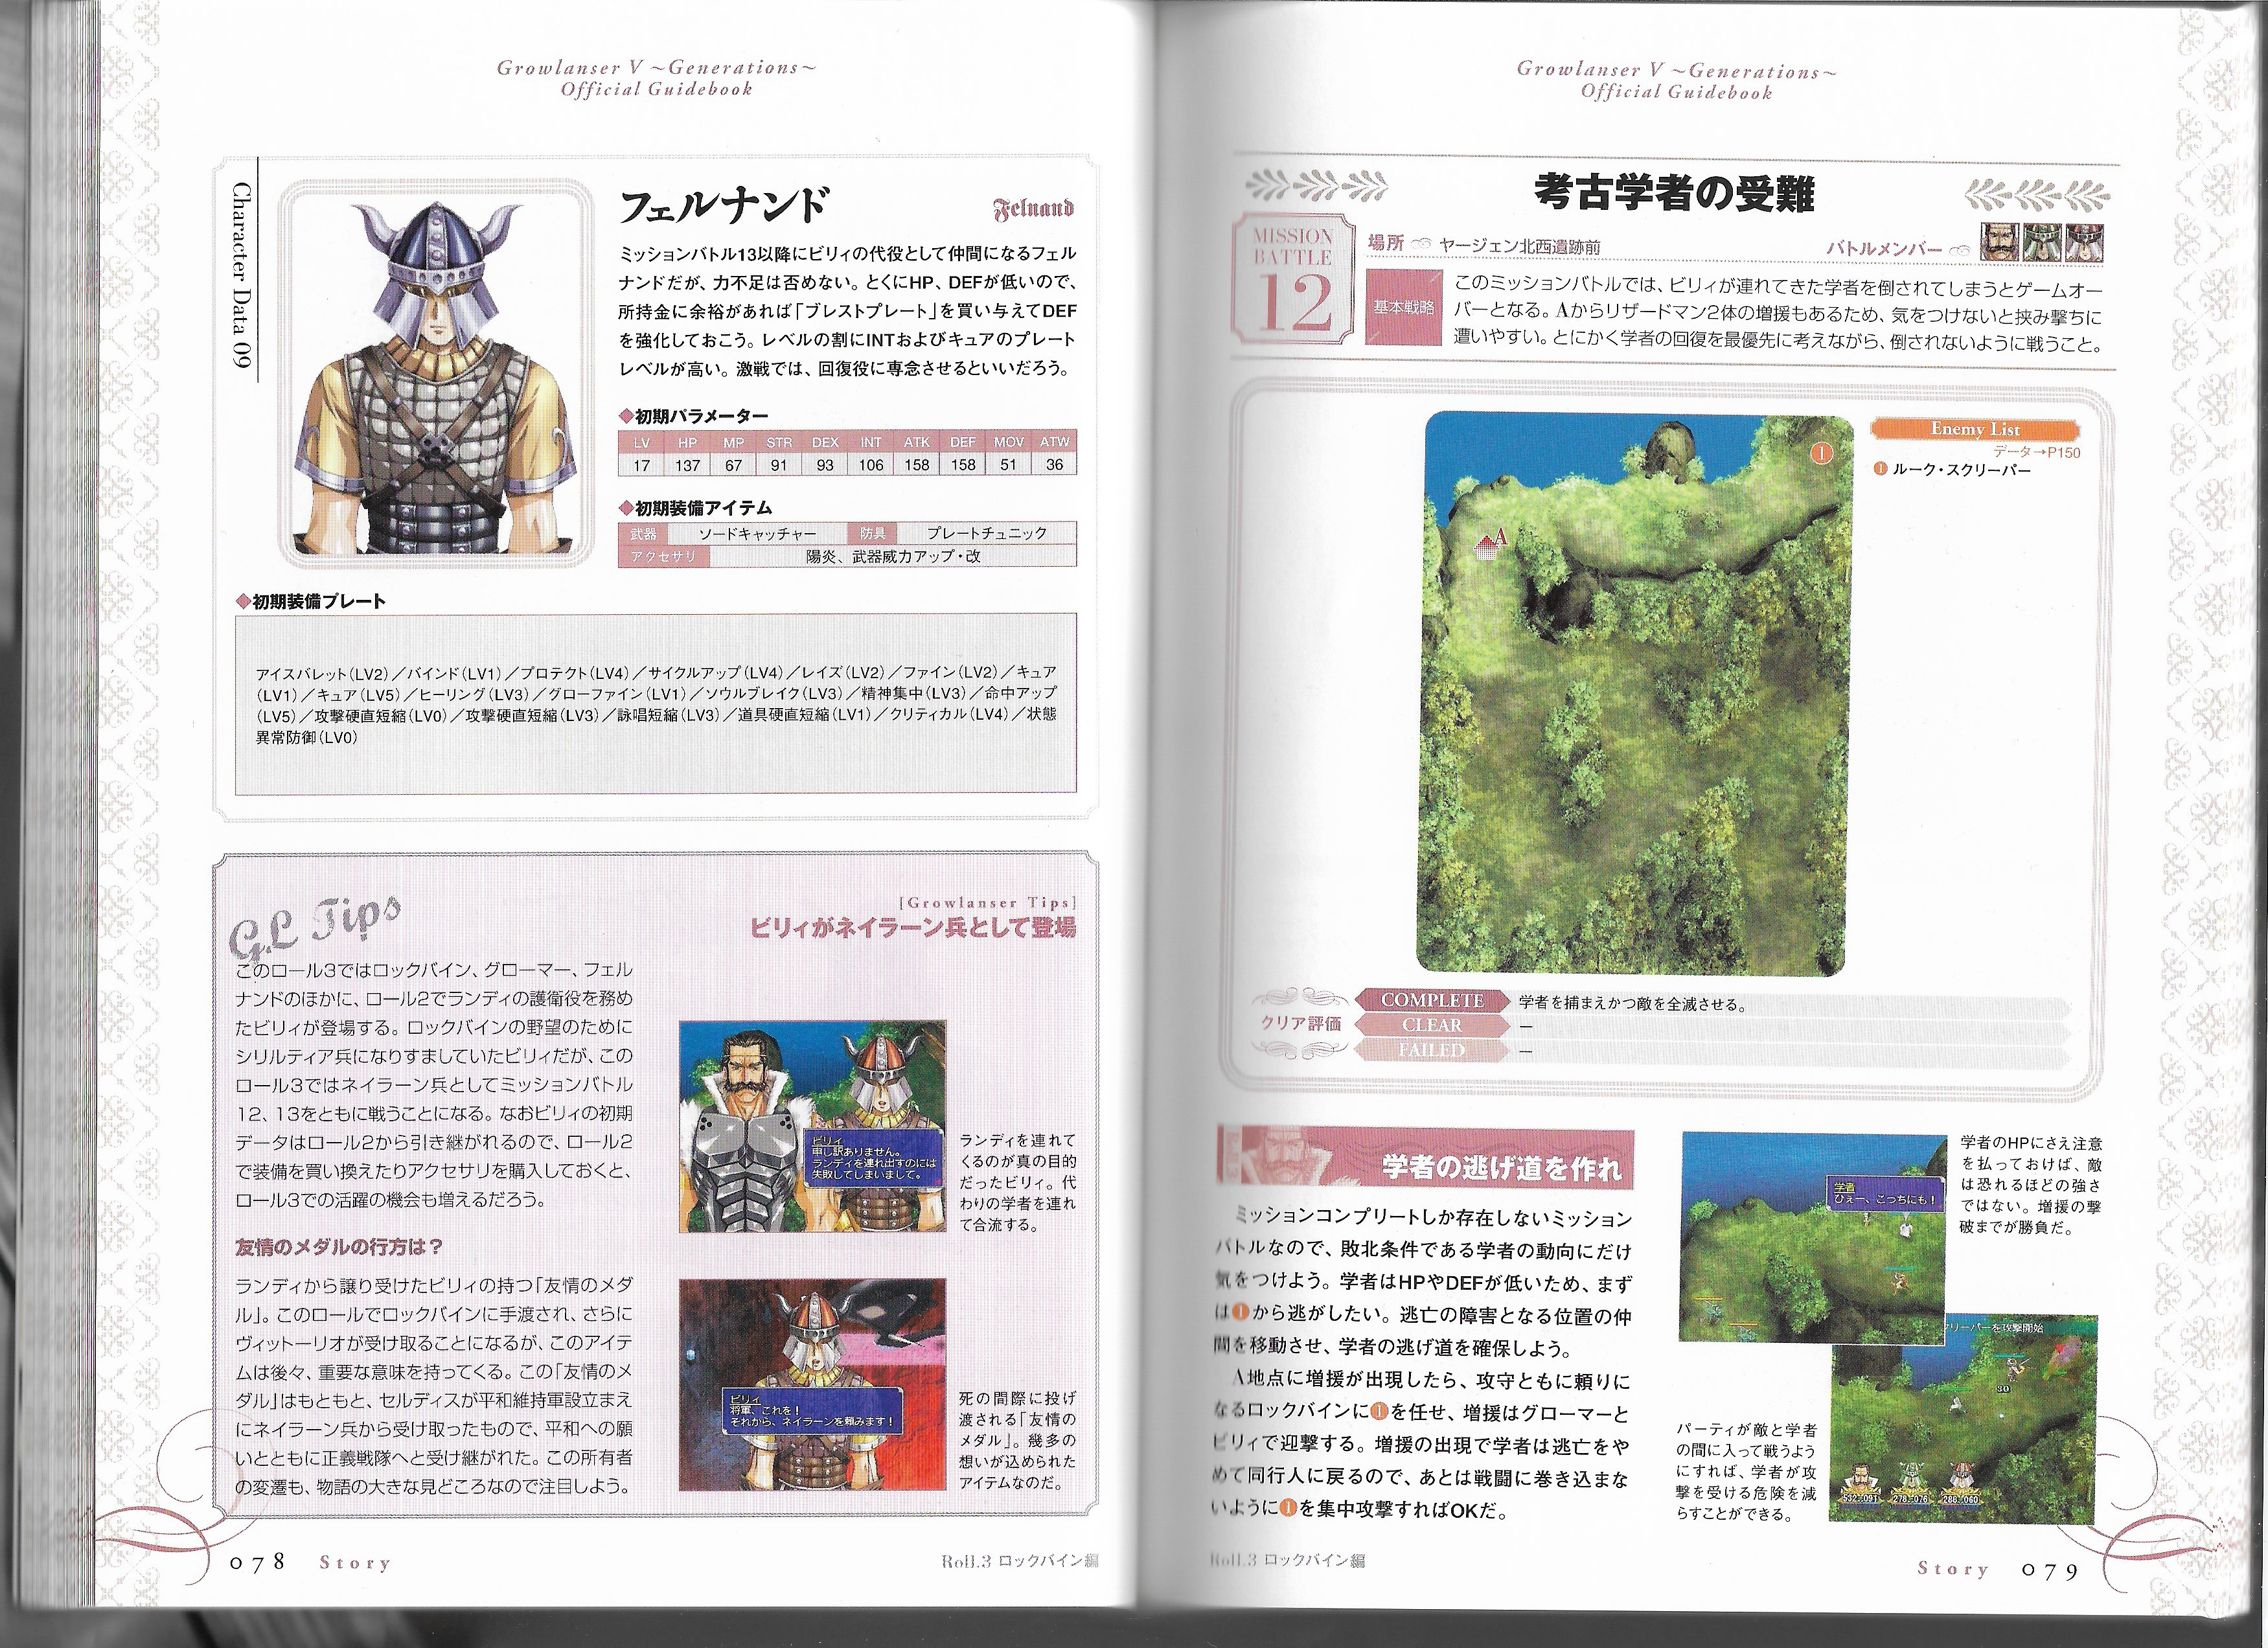 Growlanser V ~Generations~
Official Guidebook
Character Data 09
フェルナンド
Felnand
ミッションバトル13以降にビリィの代役として仲間になるフェル
ナンドだが、力不足は否めない。とくにHP、DEFが低いので、
所持金に余裕があれば「ブレストプレート」を買い与えてDEF
を強化しておこう。レベルの割にINTおよびキュアのプレート
レベルが高い。激戦では、回復役に専念させるといいだろう。
◆初期パラメーター
LV HP MP STR DEX INT ATK DEF MOV ATW
17 137 67 91 93 106 158 158 51 36
◆初期装備アイテム
武器 ソードキャッチャー 防具 プレートチュニック
アクセサリ 陽炎、武器威力アップ・改
◆初期装備プレート
アイスバレット(LV2)／バインド(LV1)／プロテクト(LV4)／サイクルアップ(LV4)／レイズ(LV2)／ファイン(LV2)／キュア
(LV1)／キュア(LV5)／ヒーリング(LV3)／グローファイン(LV1)／ソウルブレイク(LV3)／精神集中(LV3)／命中アップ
(LV5)／攻撃硬直短縮(LV0)／攻撃硬直短縮(LV3)／詠唱短縮(LV3)／道具硬直短縮(LV1)／クリティカル(LV4)／状態
異常防御(LV0)
G.L Tips
[Growlanser Tips]
ビリィがネイラーン兵として登場
このロール3ではロックバイン、グローマー、フェル
ナンドのほかに、ロール2でランディの護衛役を務め
たビリィが登場する。ロックバインの野望のために
シリルティア兵になりすましていたビリィだが、この
ロール3ではネイラーン兵としてミッションバトル
12、13をともに戦うことになる。なおビリィの初期
データはロール2から引き継がれるので、ロール2
で装備を買い換えたりアクセサリを購入しておくと、
ロール3での活躍の機会も増えるだろう。
友情のメダルの行方は？
ランディから譲り受けたビリィの持つ「友情のメダ
ル」。このロールでロックバインに手渡され、さらに
ヴィットーリオが受け取ることになるが、このアイテ
ムは後々、重要な意味を持ってくる。この「友情のメ
ダル」はもともと、セルディスが平和維持軍設立まえ
にネイラーン兵から受け取ったもので、平和への願
いとともに正義戦隊へと受け継がれた。この所有者
の変遷も、物語の大きな見どころなので注目しよう。
ビリィ
申し訳ありません。
ランディを連れ出すのには
失敗してしまいまして。
ランディを連れて
くるのが真の目的
だったビリィ。代
わりの学者を連れ
て合流する。
ビリィ
将軍、これを！
それから、ネイラーンを頼みます！
死の間際に投げ
渡される「友情の
メダル」。幾多の
想いが込められた
アイテムなのだ。
078 Story
Roll.3 ロックバイン編
Growlanser V ~Generations~
Official Guidebook
考古学者の受難
MISSION
BATTLE
12
場所 ヤージェン北西遺跡前
バトルメンバー
基本戦略
このミッションバトルでは、ビリィが連れてきた学者を倒されてしまうとゲームオー
バーとなる。Aからリザードマン2体の増援もあるため、気をつけないと挟み撃ちに
遭いやすい。とにかく学者の回復を最優先に考えながら、倒されないように戦うこと。
1
A
Enemy List
データ→P150
1 ルーク・スクリーパー
クリア評価
COMPLETE 学者を捕まえかつ敵を全滅させる。
CLEAR —
FAILED —
学者の逃げ道を作れ
ミッションコンプリートしか存在しないミッション
バトルなので、敗北条件である学者の動向にだけ
気をつけよう。学者はHPやDEFが低いため、まず
は1から逃がしたい。逃亡の障害となる位置の仲
間を移動させ、学者の逃げ道を確保しよう。
A地点に増援が出現したら、攻守ともに頼りに
なるロックバインに1を任せ、増援はグローマーと
ビリィで迎撃する。増援の出現で学者は逃亡をや
めて同行人に戻るので、あとは戦闘に巻き込まな
いように1を集中攻撃すればOKだ。
学者
ひぇー、こっちにも！
学者のHPにさえ注意
を払っておけば、敵
は恐れるほどの強さ
ではない。増援の撃
破までが勝負だ。
クリーパーを攻撃開始
30
532 091 278 076 288 060
パーティが敵と学者
の間に入って戦うよう
にすれば、学者が攻
撃を受ける危険を減
らすことができる。
Roll.3 ロックバイン編
Story 079